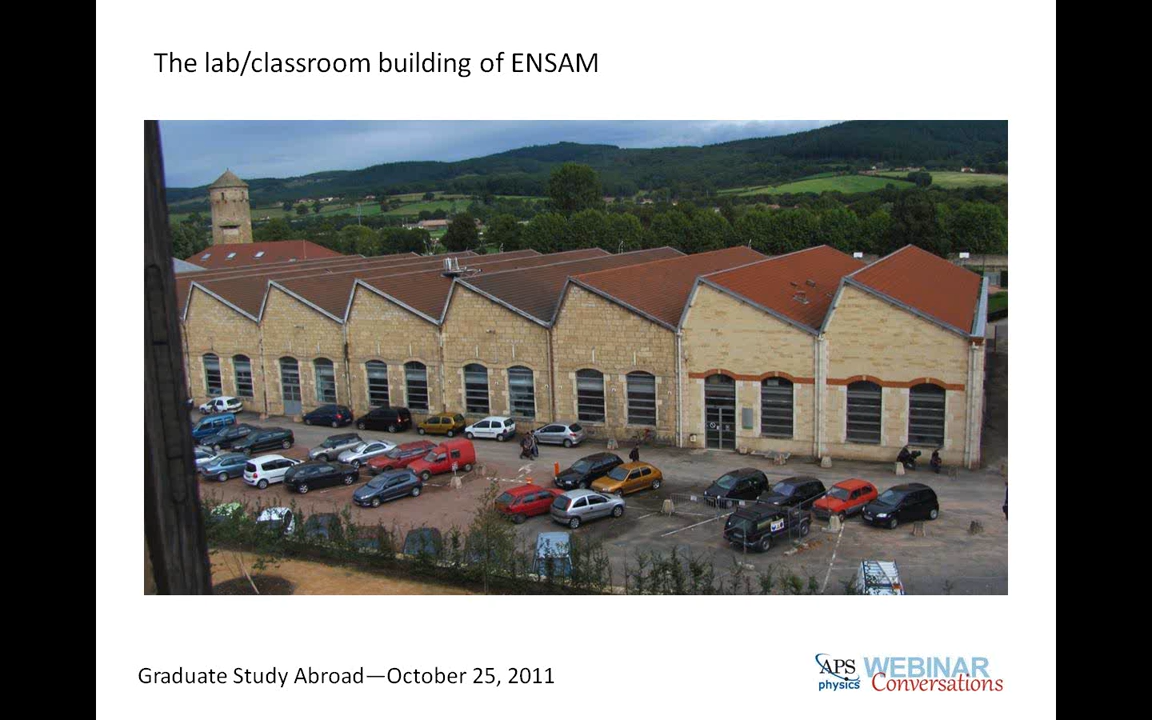 The lab/classroom building of ENSAM
Graduate Study Abroad—October 25, 2011
APS
physics
WEBINAR
Conversations